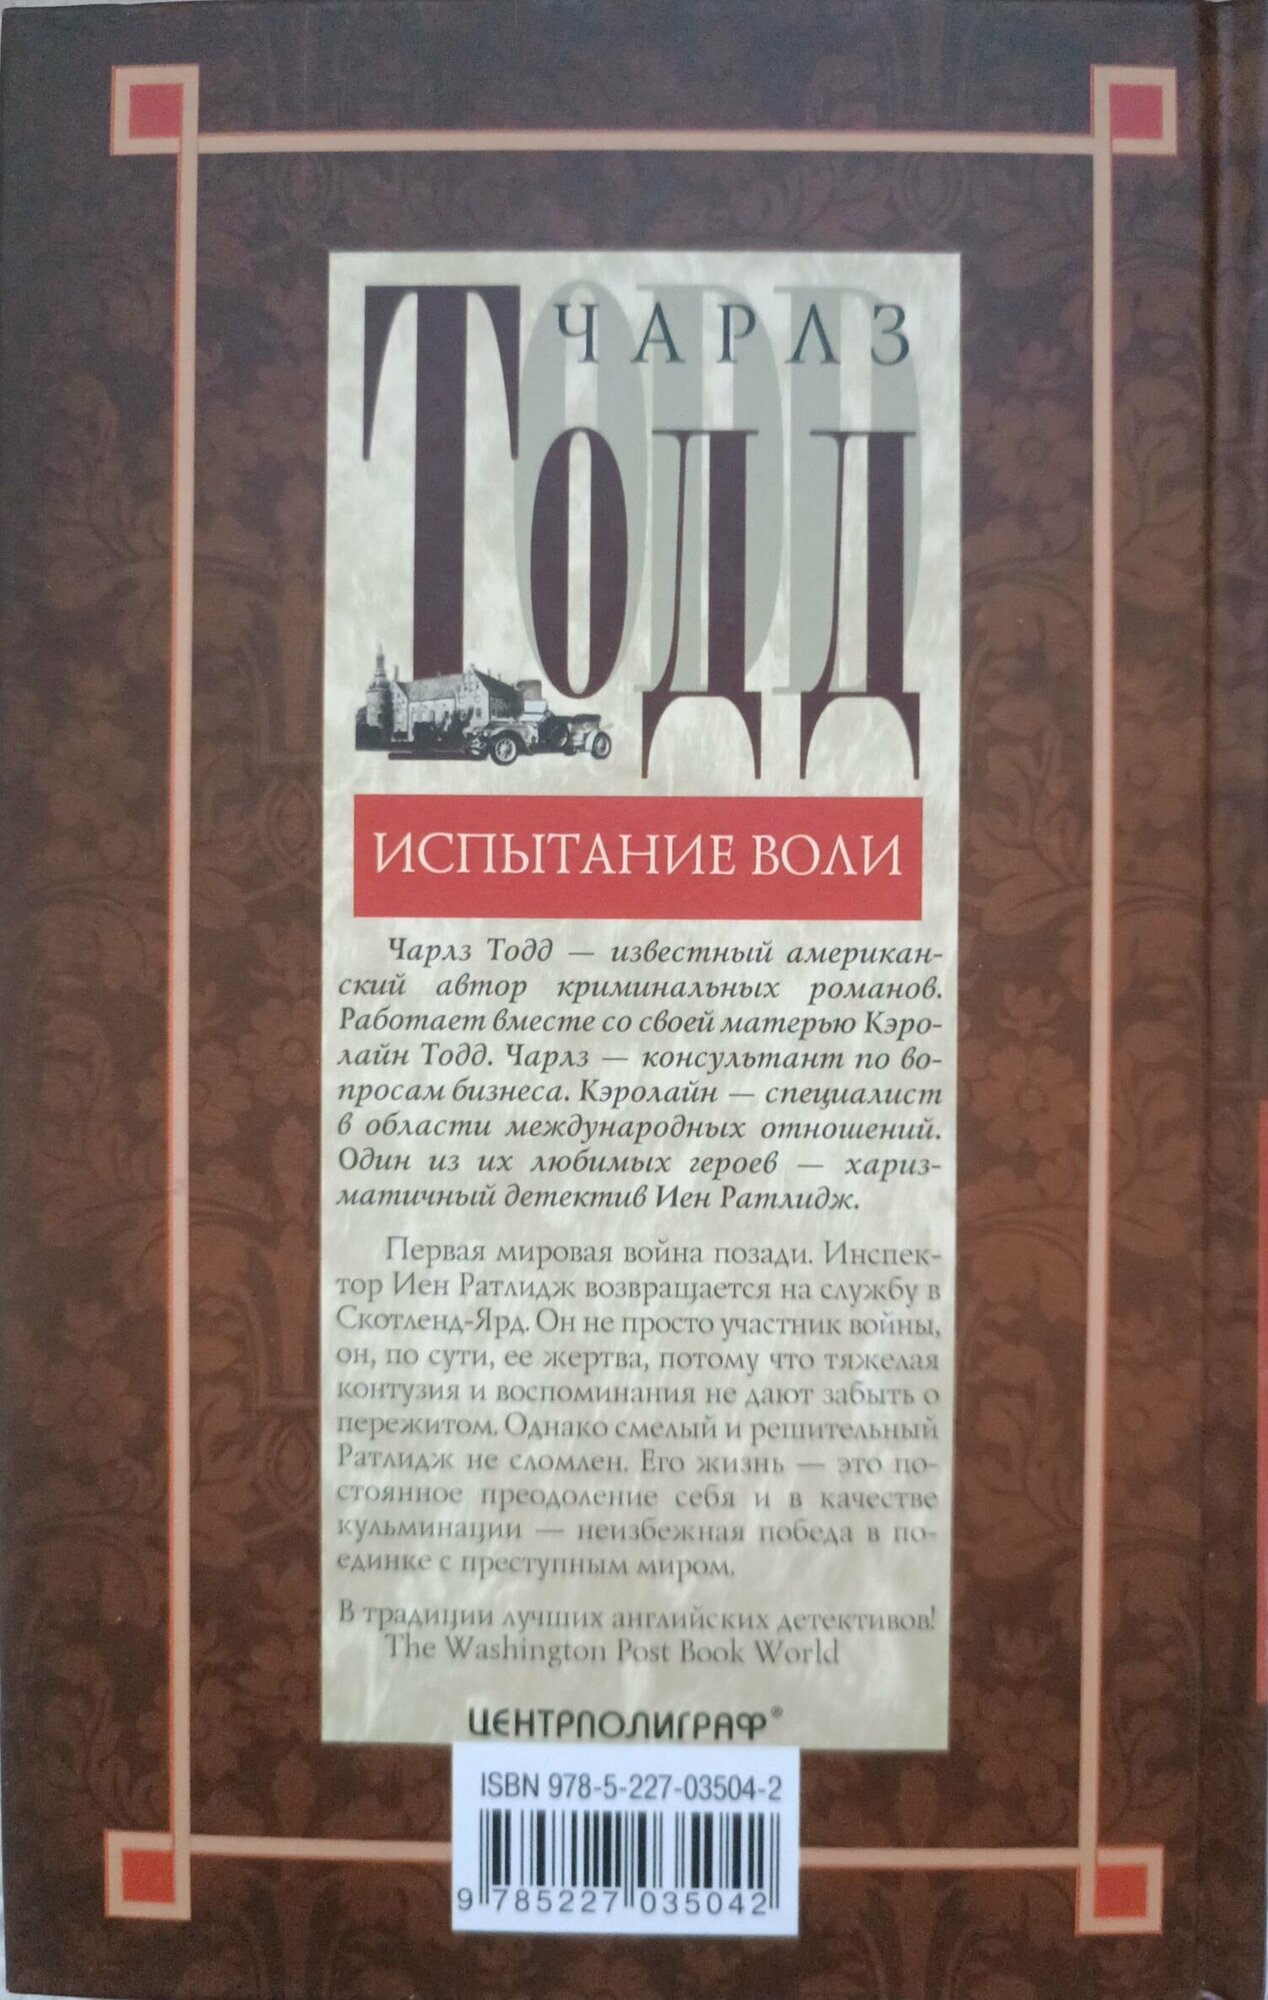 ЧАРЛЗ
ТОДД
ИСПЫТАНИЕ ВОЛИ
Чарлз Тодд — известный американ-
ский автор криминальных романов.
Работает вместе со своей матерью Кэро-
лайн Тодд. Чарлз — консультант по во-
просам бизнеса. Кэролайн — специалист
в области международных отношений.
Один из их любимых героев — хариз-
матичный детектив Иен Ратлидж.
Первая мировая война позади. Инспек-
тор Иен Ратлидж возвращается на службу в
Скотленд-Ярд. Он не просто участник войны,
он, по сути, ее жертва, потому что тяжелая
контузия и воспоминания не дают забыть о
пережитом. Однако смелый и решительный
Ратлидж не сломлен. Его жизнь — это по-
стоянное преодоление себя и в качестве
кульминации — неизбежная победа в по-
единке с преступным миром.
В традиции лучших английских детективов!
The Washington Post Book World
ЦЕНТРПОЛИГРАФ®
ISBN 978-5-227-03504-2
9 785227 035042